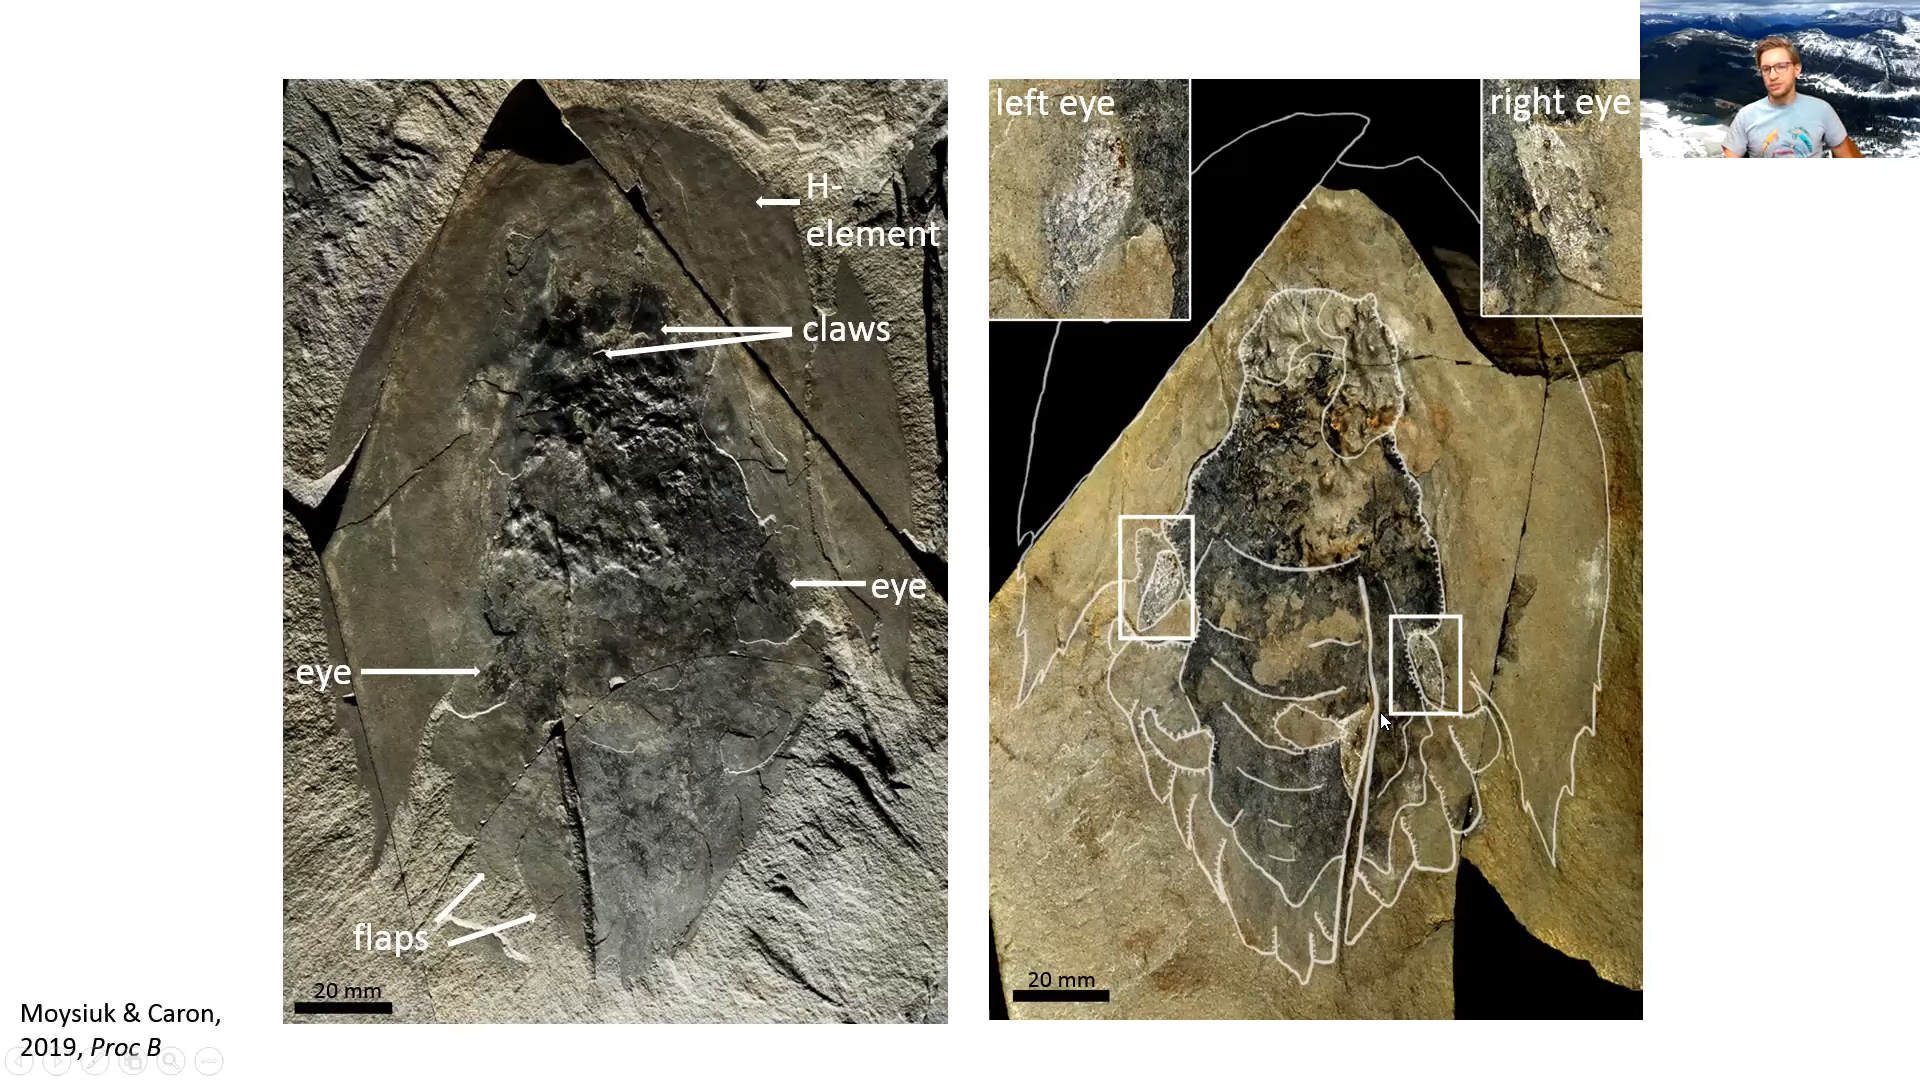 H-
element
claws
eye
eye
flaps
20 mm
left eye
right eye
20 mm
Moysiuk & Caron,
2019, Proc B